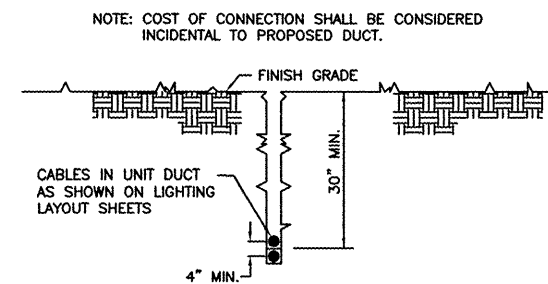 NOTE: COST OF CONNECTION SHALL BE CONSIDERED
INCIDENTAL TO PROPOSED DUCT.
FINISH GRADE
30" MIN.
CABLES IN UNIT DUCT
AS SHOWN ON LIGHTING
LAYOUT SHEETS
4" MIN.